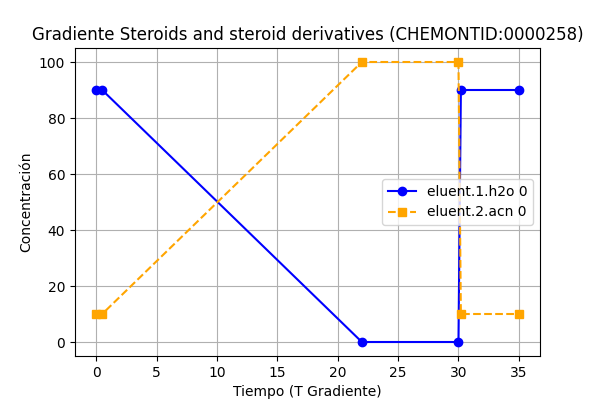 Gradiente Steroids and steroid derivatives (CHEMONTID:0000258)
100
80
60
40
20
0
Concentración
eluent.1.h2o 0
eluent.2.acn 0
0 5 10 15 20 25 30 35
Tiempo (T Gradiente)